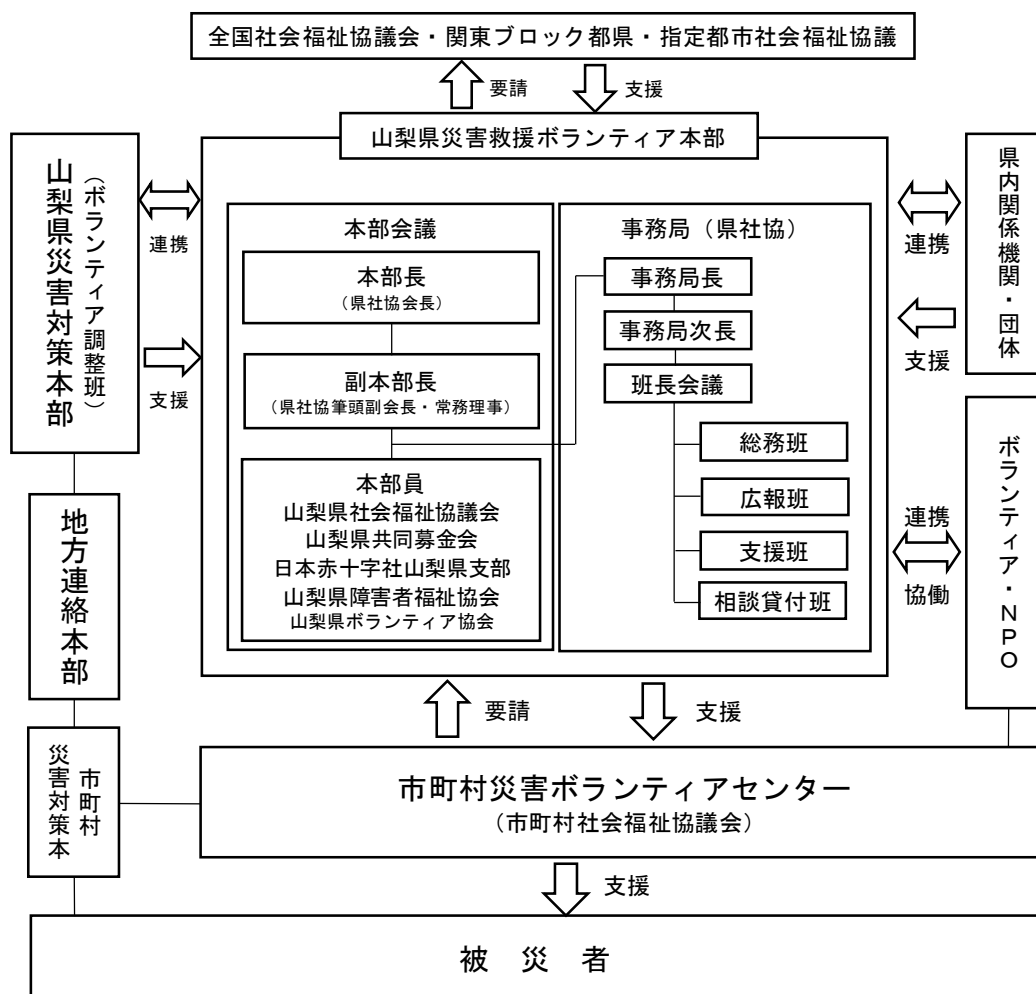 全国社会福祉協議会・関東ブロック都県・指定都市社会福祉協議
要請
支援
山梨県災害救援ボランティア本部
山梨県災害対策本部
（ボランティア調整班）
連携
支援
本部会議
本部長
（県社協会長）
副本部長
（県社協筆頭副会長・常務理事）
本部員
山梨県社会福祉協議会
山梨県共同募金会
日本赤十字社山梨県支部
山梨県障害者福祉協会
山梨県ボランティア協会
事務局（県社協）
事務局長
事務局次長
班長会議
総務班
広報班
支援班
相談貸付班
連携
支援
県内関係機関・団体
連携
協働
ボランティア・NPO
地方連絡本部
要請
支援
市町村
災害対策本
市町村災害ボランティアセンター
（市町村社会福祉協議会）
支援
被災者